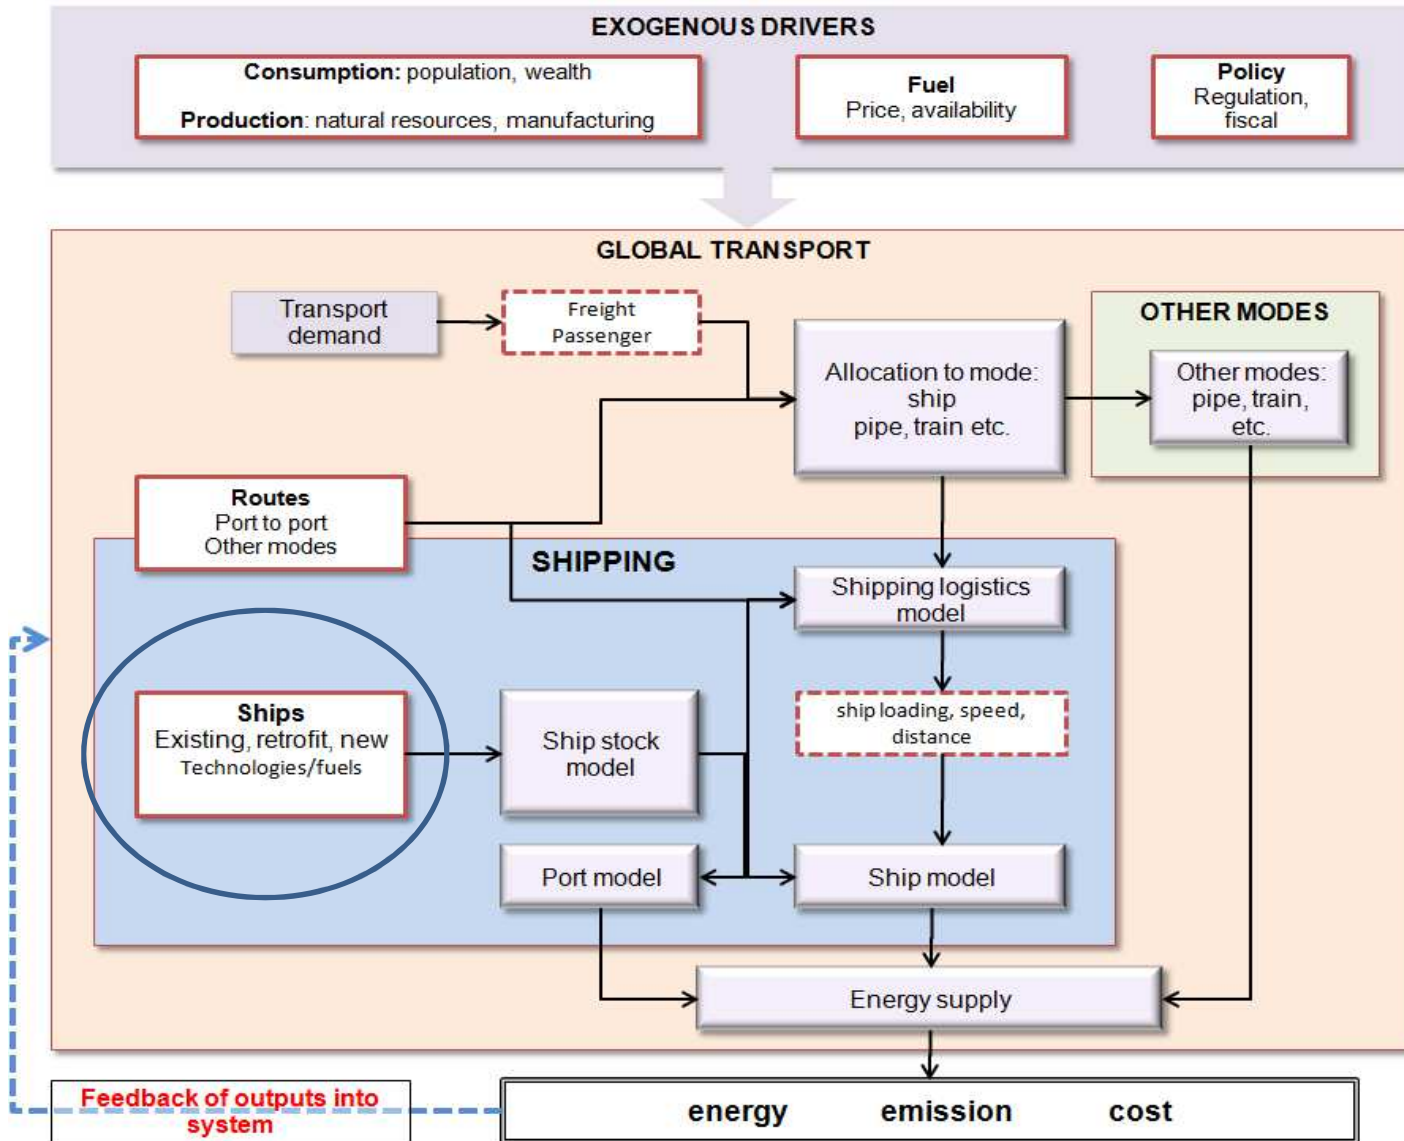 EXOGENOUS DRIVERS
Consumption: population, wealth
Production: natural resources, manufacturing
Fuel
Price, availability
Policy
Regulation,
fiscal
GLOBAL TRANSPORT
Transport
demand
Freight
Passenger
Allocation to mode:
ship
pipe, train etc.
OTHER MODES
Other modes:
pipe, train,
etc.
Routes
Port to port
Other modes
SHIPPING
Shipping logistics
model
Ships
Existing, retrofit, new
Technologies/fuels
Ship stock
model
ship loading, speed,
distance
Port model
Ship model
Energy supply
Feedback of outputs into
system
energy emission cost